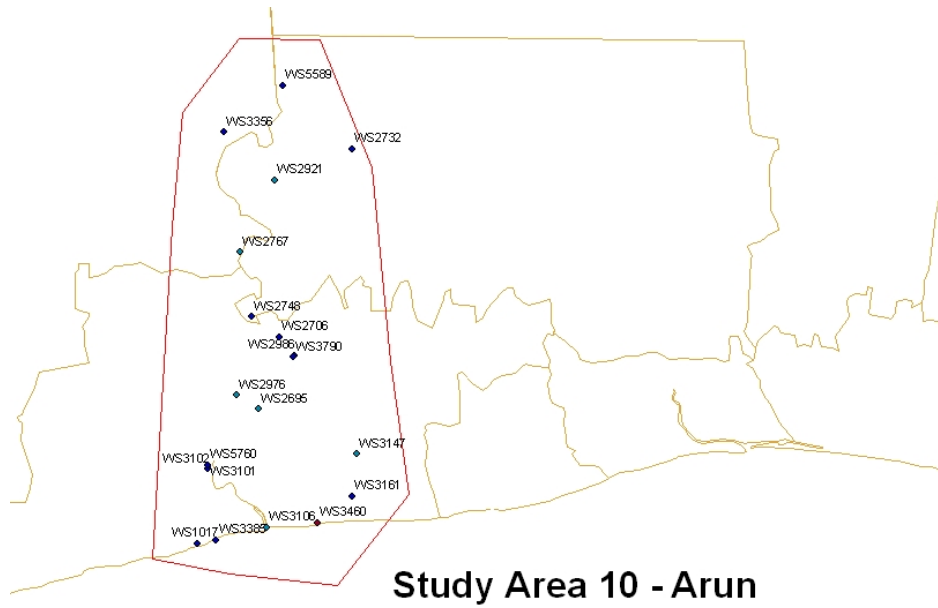 WS5589
WS3356
WS2732
WS2921
WS2767
WS2748
WS2706
WS2986 WS3790
WS2976
WS2695
WS3147
WS3102 WS5760
WS3101
WS3161
WS3106 WS3460
WS1017 WS3385
Study Area 10 - Arun